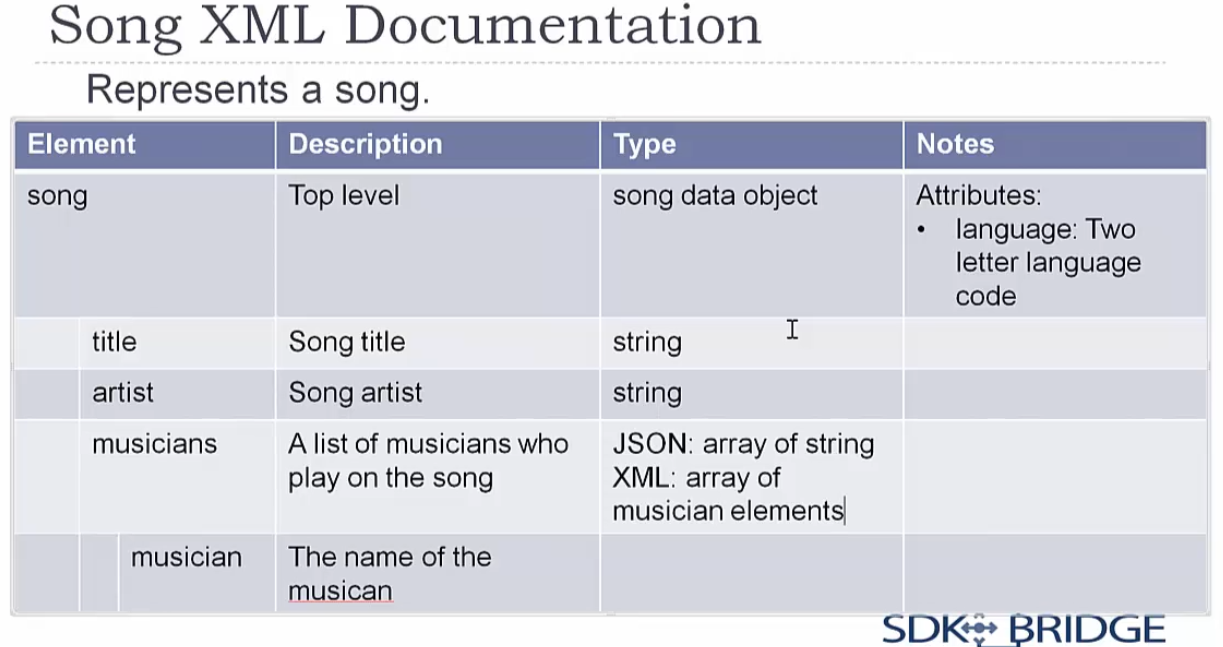 Song XML Documentation
Represents a song.
Element Description Type Notes
song Top level song data object Attributes:
• language: Two
letter language
code
title Song title string
artist Song artist string
musicians A list of musicians who JSON: array of string
play on the song XML: array of
musician elements
musician The name of the
musican
SDK BRIDGE